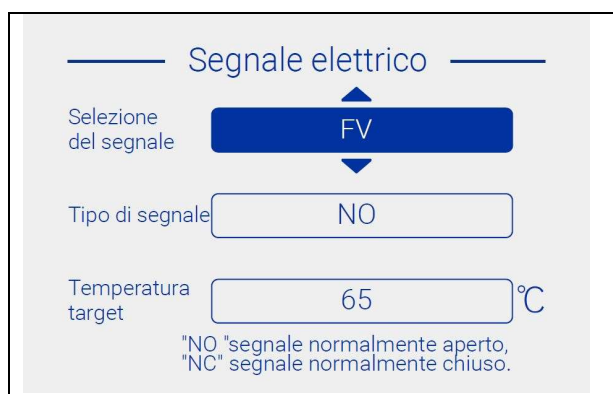 Segnale elettrico
Selezione
del segnale
FV
Tipo di segnale
NO
Temperatura
target
65
℃
"NO "segnale normalmente aperto,
"NC" segnale normalmente chiuso.